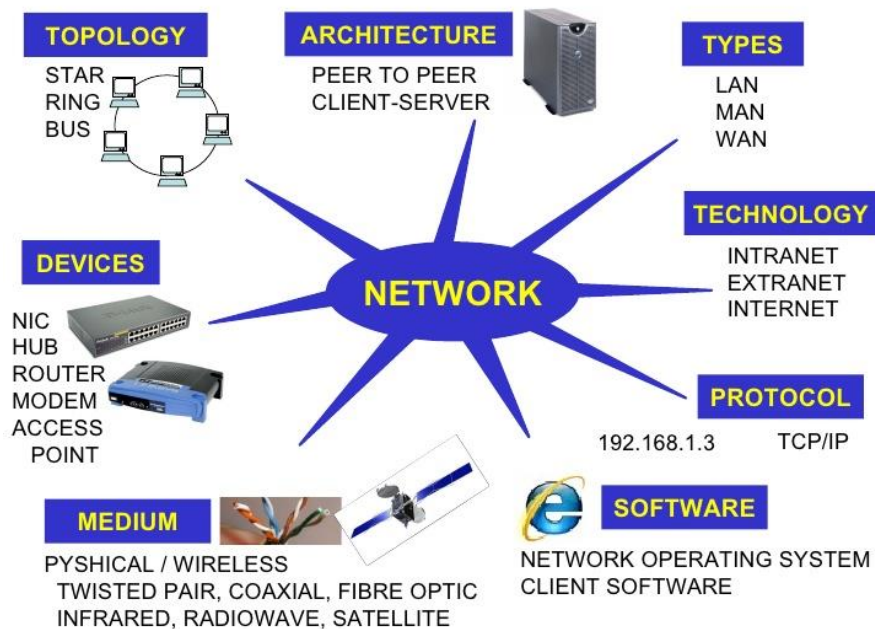 TOPOLOGY
STAR
RING
BUS
ARCHITECTURE
PEER TO PEER
CLIENT-SERVER
TYPES
LAN
MAN
WAN
TECHNOLOGY
INTRANET
EXTRANET
INTERNET
DEVICES
NIC
HUB
ROUTER
MODEM
ACCESS
POINT
NETWORK
PROTOCOL
192.168.1.3 TCP/IP
MEDIUM
PYSHICAL / WIRELESS
TWISTED PAIR, COAXIAL, FIBRE OPTIC
INFRARED, RADIOWAVE, SATELLITE
SOFTWARE
NETWORK OPERATING SYSTEM
CLIENT SOFTWARE